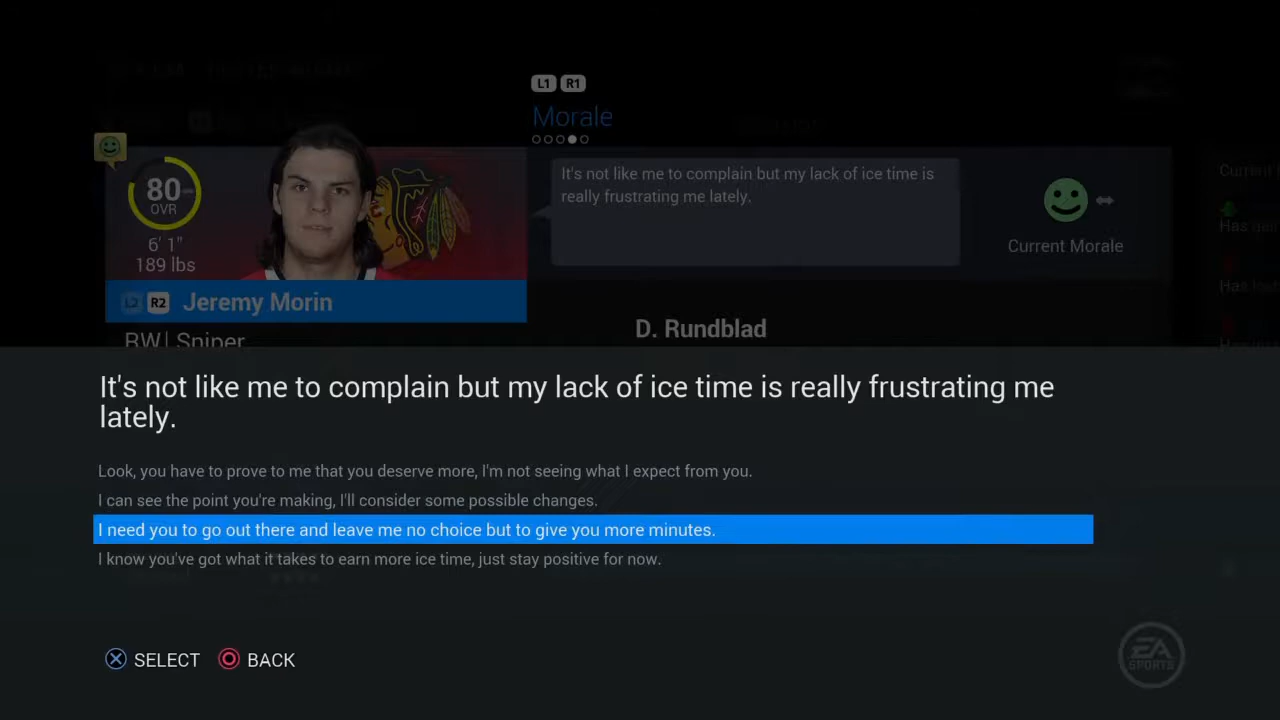 L1 R1
Morale
80
OVR
6' 1"
189 lbs
It's not like me to complain but my lack of ice time is
really frustrating me lately.
Current Morale
Current
L2 R2 Jeremy Morin
RW| Sniper
D. Rundblad
It's not like me to complain but my lack of ice time is really frustrating me
lately.
Look, you have to prove to me that you deserve more, I'm not seeing what I expect from you.
I can see the point you're making, I'll consider some possible changes.
I need you to go out there and leave me no choice but to give you more minutes.
I know you've got what it takes to earn more ice time, just stay positive for now.
SELECT BACK
EA
SPORTS